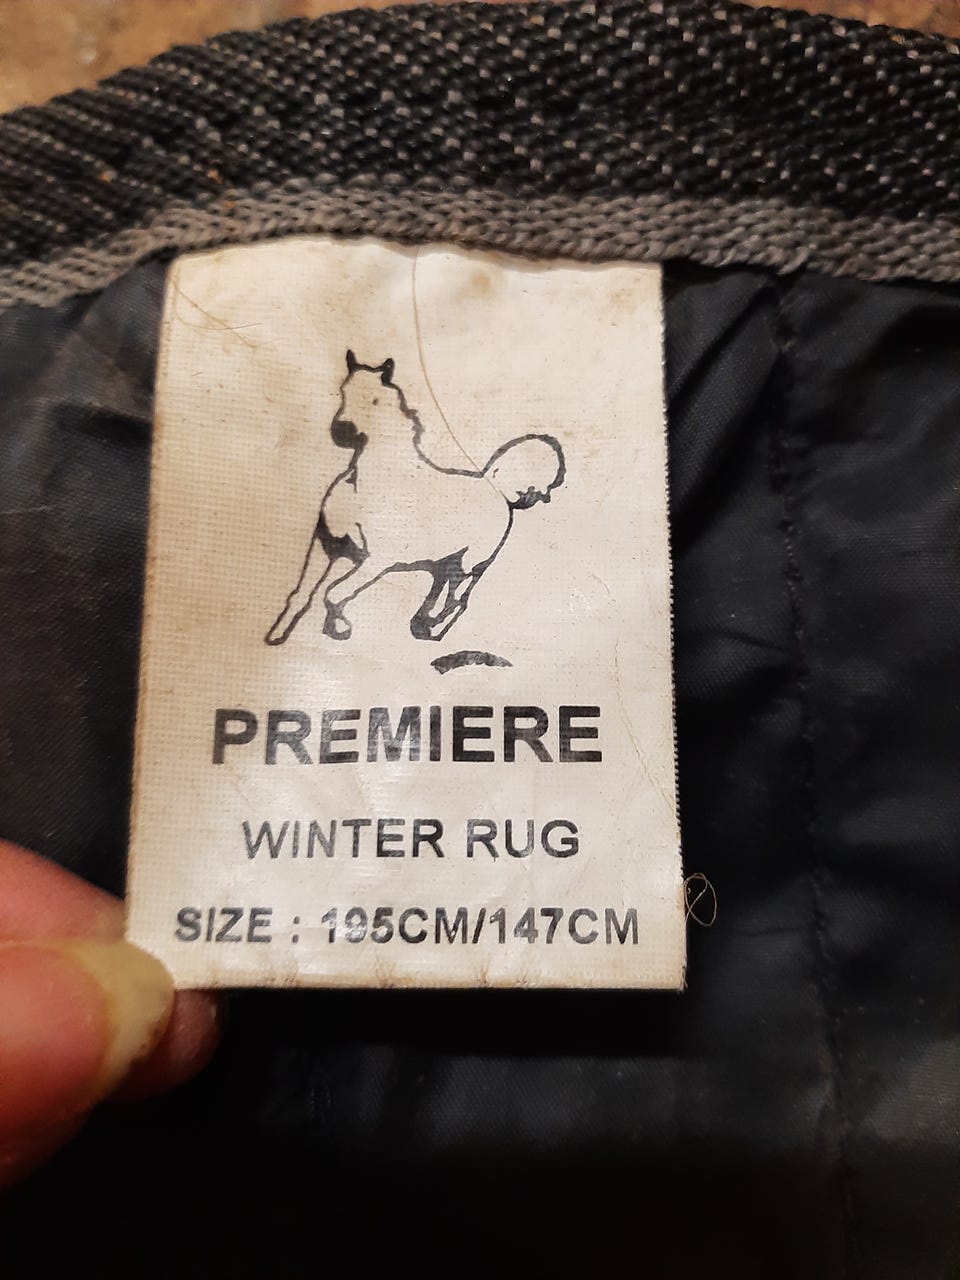 PREMIERE
WINTER RUG
SIZE : 195CM/147CM